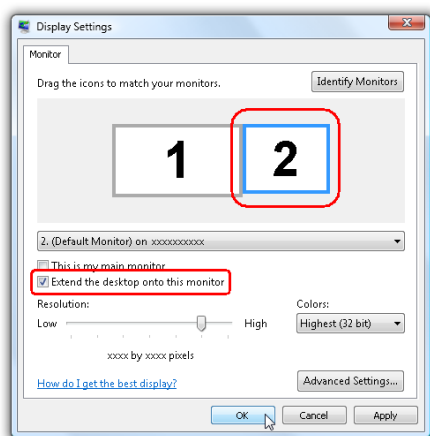 Display Settings
Monitor
Drag the icons to match your monitors.
Identify Monitors
1
2
2. (Default Monitor) on xxxxxxxxxx
This is my main monitor
Extend the desktop onto this monitor
Resolution:
Colors:
Low
High
Highest (32 bit)
xxxx by xxxx pixels
How do I get the best display?
Advanced Settings...
OK
Cancel
Apply